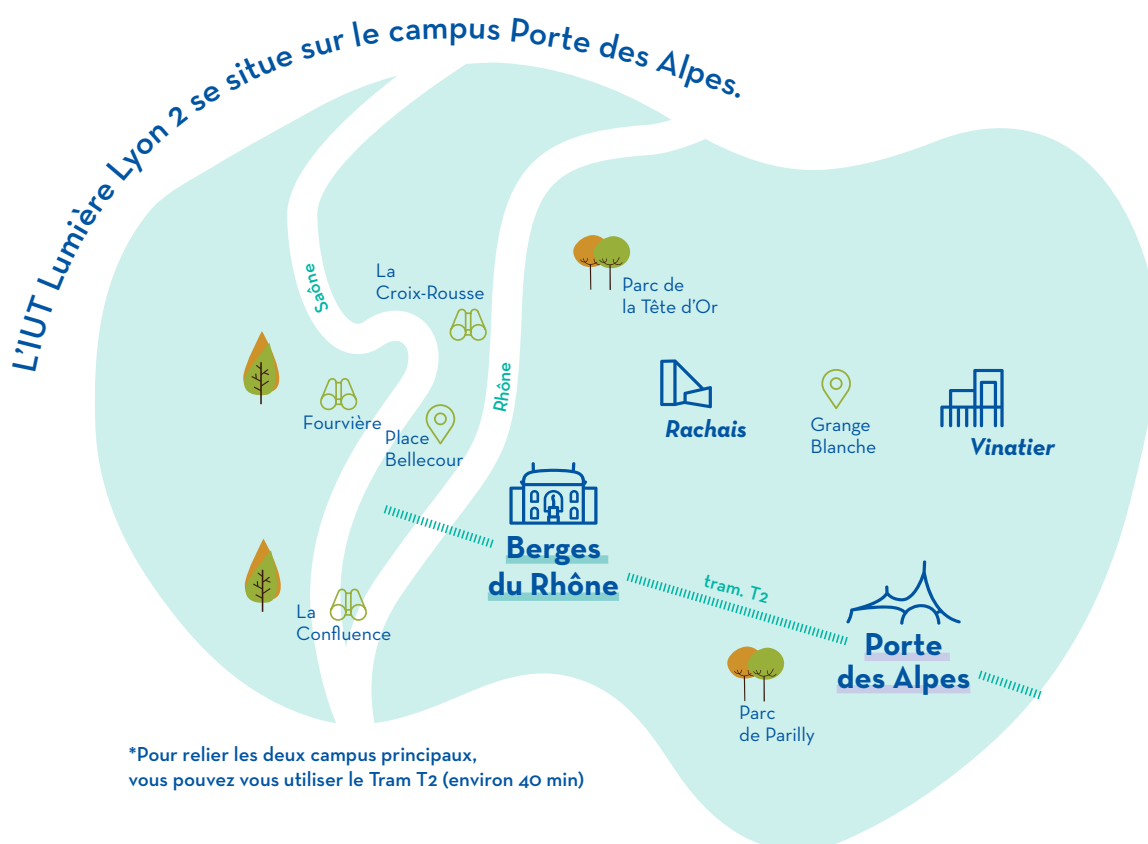 L'IUT Lumière Lyon 2 se situe sur le campus Porte des Alpes.
Saône
La
Croix-Rousse
Parc de
la Tête d'Or
Rhône
Fourvière
Place
Bellecour
Rachais
Grange
Blanche
Vinatier
Berges
du Rhône
tram. T2
La
Confluence
Porte
des Alpes
Parc
de Parilly
*Pour relier les deux campus principaux,
vous pouvez vous utiliser le Tram T2 (environ 40 min)